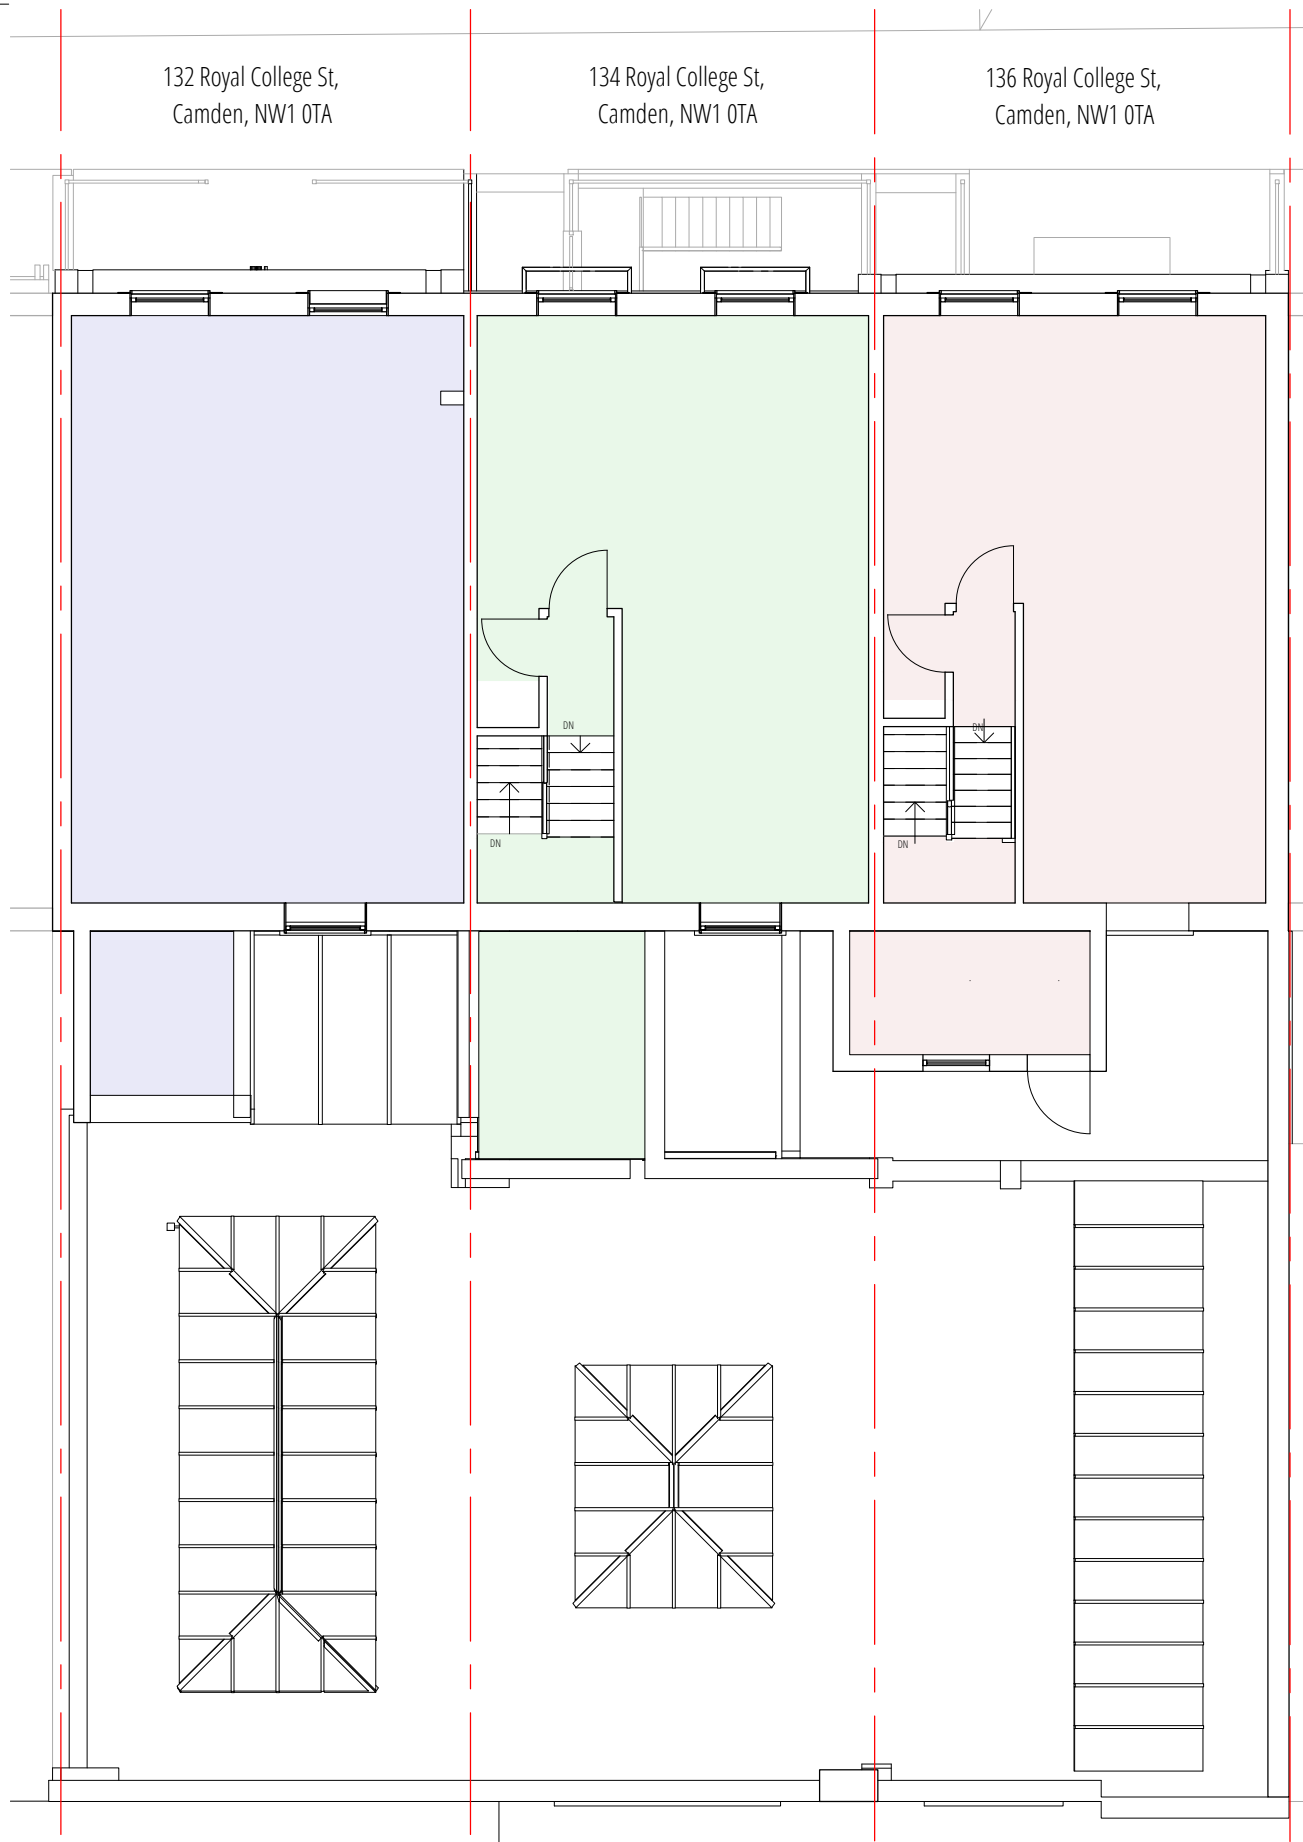 132 Royal College St,
Camden, NW1 0TA
134 Royal College St,
Camden, NW1 0TA
136 Royal College St,
Camden, NW1 0TA
DN
DN
DN
DN